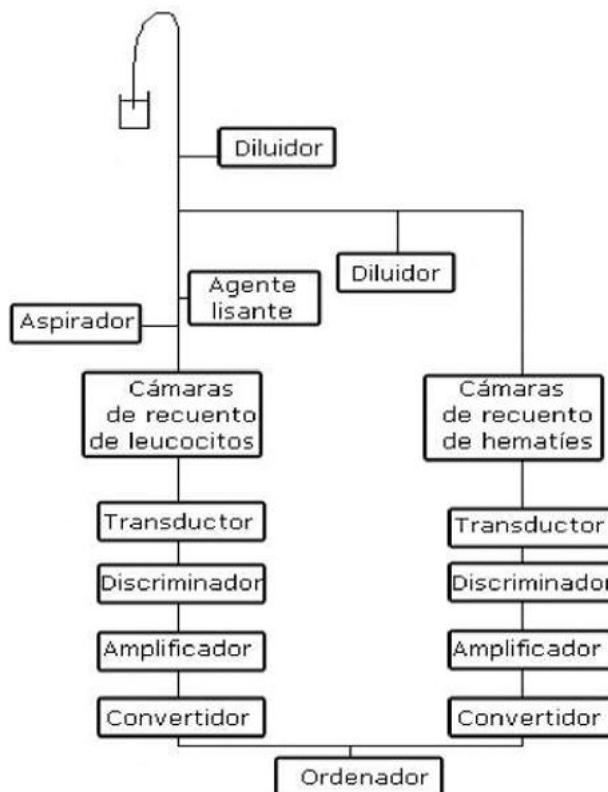 Diluidor
Diluidor
Agente
lisante
Aspirador
Cámaras
de recuento
de leucocitos
Cámaras
de recuento
de hematíes
Transductor
Transductor
Discriminador
Discriminador
Amplificador
Amplificador
Convertidor
Convertidor
Ordenador